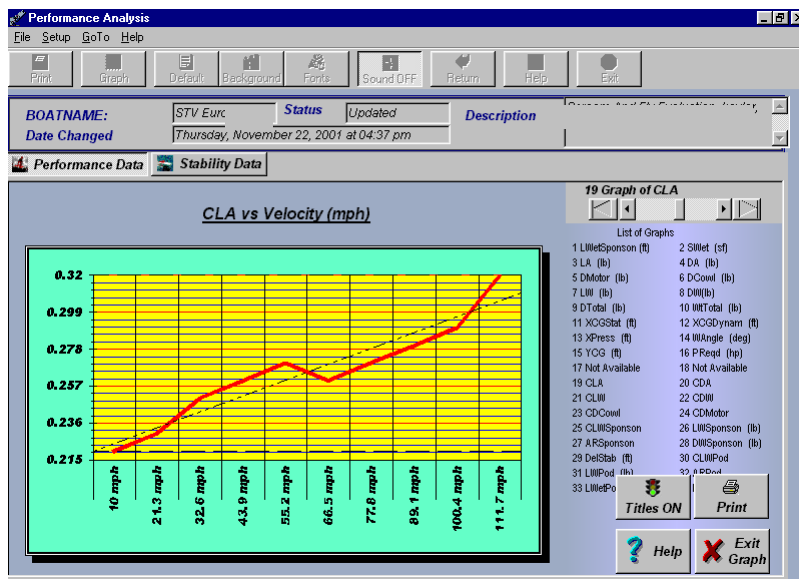 Performance Analysis
File Setup GoTo Help
Print Graph Default Background Fonts Sound OFF Return Help Exit
BOATNAME: STV Euro Status Updated Description
Date Changed Thursday, November 22, 2001 at 04:37 pm
Performance Data Stability Data
19 Graph of CLA
CLA vs Velocity (mph)
List of Graphs
1 LWetSponson (ft) 2 SWet (sf)
3 LA (lb) 4 DA (lb)
5 DMotor (lb) 6 DCowl (lb)
7 LW (lb) 8 DW(lb)
9 DTotal (lb) 10 WtTotal (lb)
11 XCGStat (ft) 12 XCGDynam (ft)
13 XPress (ft) 14 WAngle (deg)
15 YCG (ft) 16 PReqd (hp)
17 Not Available 18 Not Available
19 CLA 20 CDA
21 CLW 22 CDW
23 CDCowl 24 CDMotor
25 CLWSponson 26 LWSponson (lb)
27 ARSponson 28 DWSponson (lb)
29 DelStab (ft) 30 CLWPod
31 LWPod (lb) 32 ARPod
33 LWetPo
0.32
0.299
0.278
0.257
0.236
0.215
10 mph
21.3 mph
32.6 mph
43.9 mph
55.2 mph
66.5 mph
77.8 mph
89.1 mph
100.4 mph
111.7 mph
Titles ON Print
Help Exit Graph